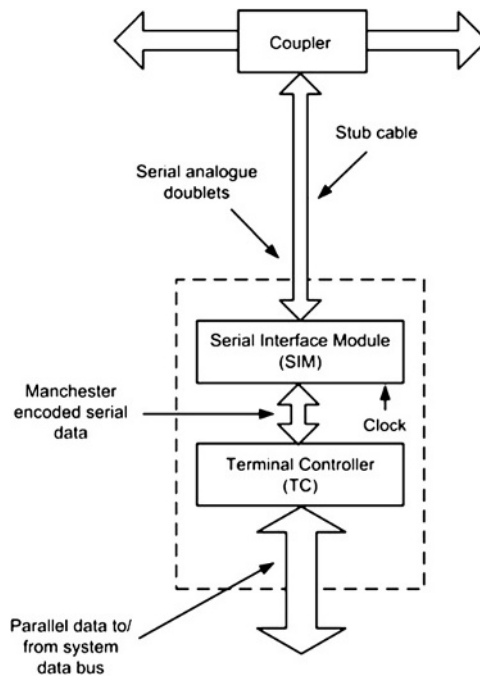 Coupler
Stub cable
Serial analogue
doublets
Serial Interface Module
(SIM)
Manchester
encoded serial
data
Clock
Terminal Controller
(TC)
Parallel data to/
from system
data bus